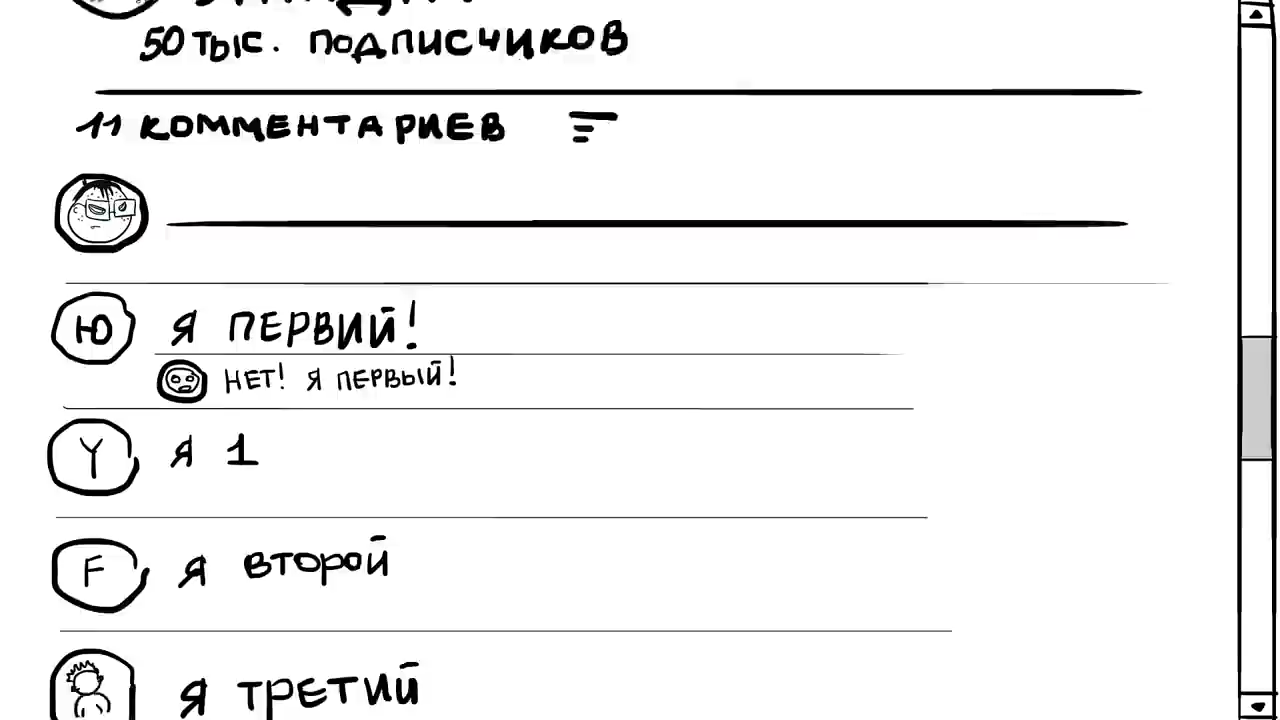 50 тыс. подписчиков
11 КОММЕНТАРИЕВ
Ю
Я ПЕРВИЙ!
НЕТ! Я ПЕРВЫЙ!
Y
Я 1
F
Я ВТОРОЙ
Я ТРЕТИЙ